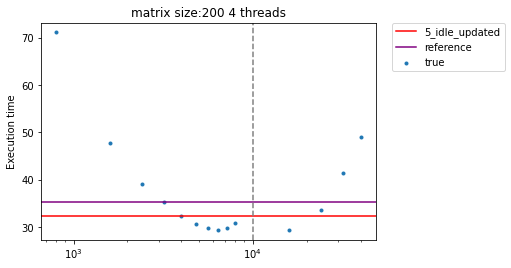 matrix size:200 4 threads
5_idle_updated
reference
true
Execution time
70
60
50
40
30
10³
10⁴